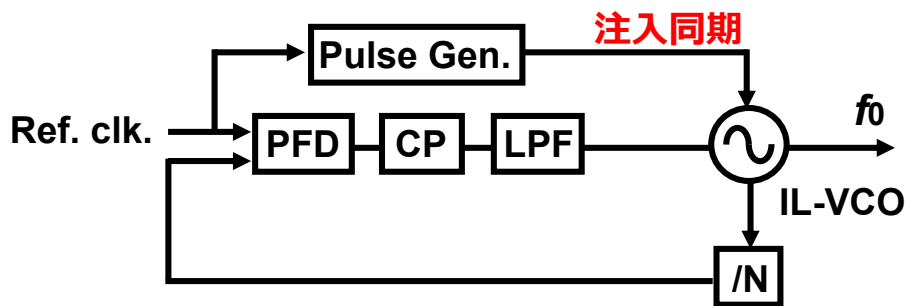 注入同期
Pulse Gen.
Ref. clk.
PFD
CP
LPF
f0
IL-VCO
/N